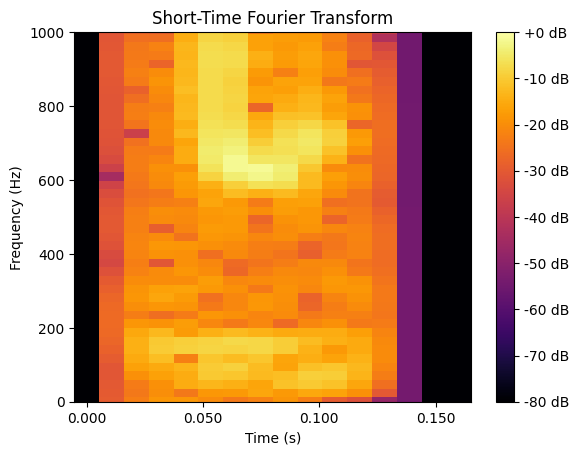 Short-Time Fourier Transform
Frequency (Hz)
1000
800
600
400
200
0
0.000
0.050
0.100
0.150
Time (s)
+0 dB
-10 dB
-20 dB
-30 dB
-40 dB
-50 dB
-60 dB
-70 dB
-80 dB